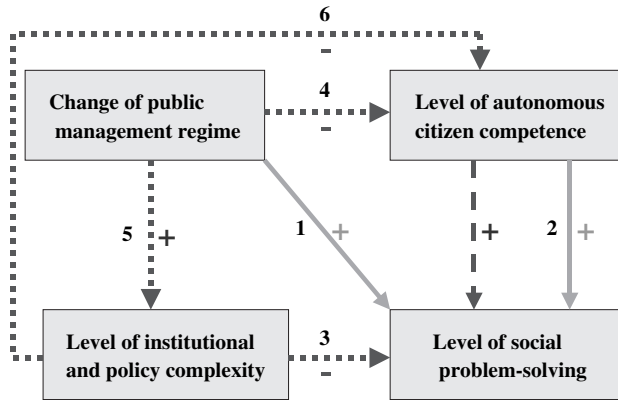 6
-
Change of public
management regime
4
-
Level of autonomous
citizen competence
5
+
1
+
+
2
+
Level of institutional
and policy complexity
3
-
Level of social
problem-solving